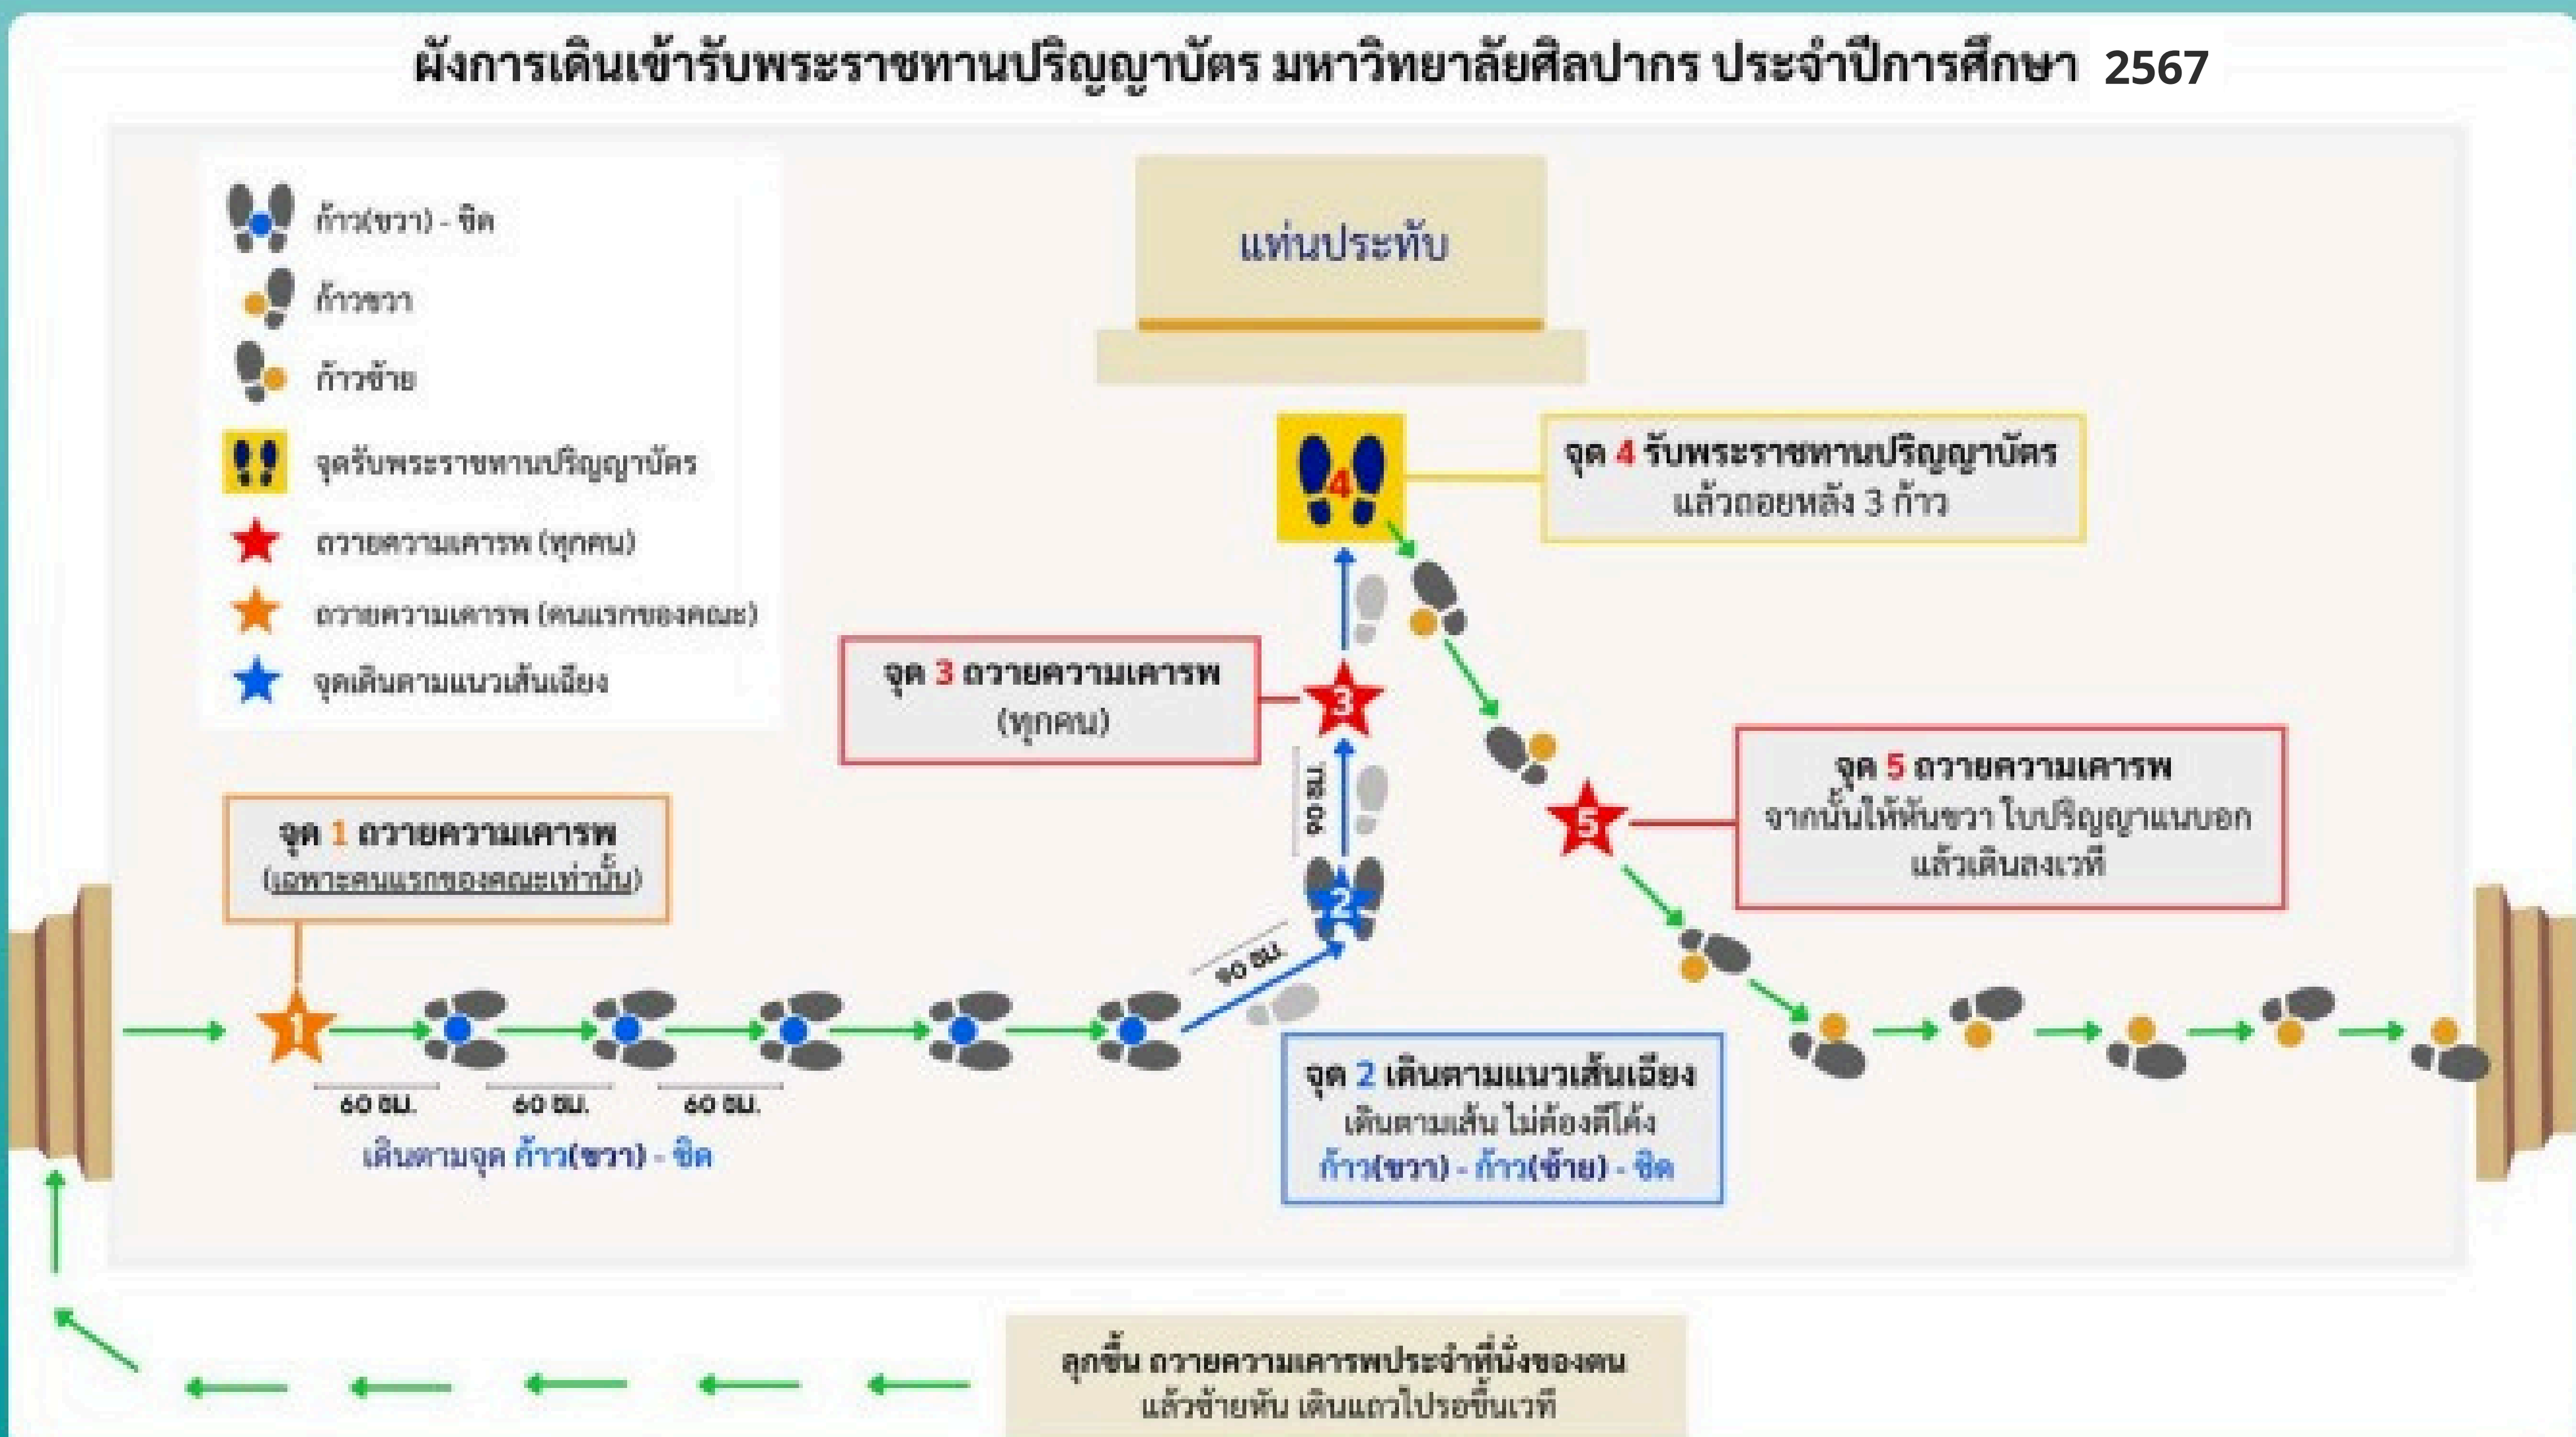 ผังการเดินเข้ารับพระราชทานปริญญาบัตร มหาวิทยาลัยศิลปากร ประจำปีการศึกษา 2567
ก้าว(ขวา) - ชิด
ก้าวขวา
ก้าวซ้าย
จุดรับพระราชทานปริญญาบัตร
ถวายความเคารพ (ทุกคน)
ถวายความเคารพ (คนแรกของคณะ)
จุดเดินตามแนวเส้นเฉียง
แท่นประทับ
4
จุด 4 รับพระราชทานปริญญาบัตร
แล้วถอยหลัง 3 ก้าว
จุด 3 ถวายความเคารพ
(ทุกคน)
3
90 ซม.
จุด 5 ถวายความเคารพ
จากนั้นให้หันขวา ใบปริญญาแนบอก
แล้วเดินลงเวที
5
จุด 1 ถวายความเคารพ
(เฉพาะคนแรกของคณะเท่านั้น)
2
90 ซม.
1
60 ซม.
60 ซม.
60 ซม.
เดินตามจุด ก้าว(ขวา) - ชิด
จุด 2 เดินตามแนวเส้นเฉียง
เดินตามเส้น ไม่ต้องตีโค้ง
ก้าว(ขวา) - ก้าว(ซ้าย) - ชิด
ลุกขึ้น ถวายความเคารพประจำที่นั่งของตน
แล้วซ้ายหัน เดินแถวไปรอขึ้นเวที